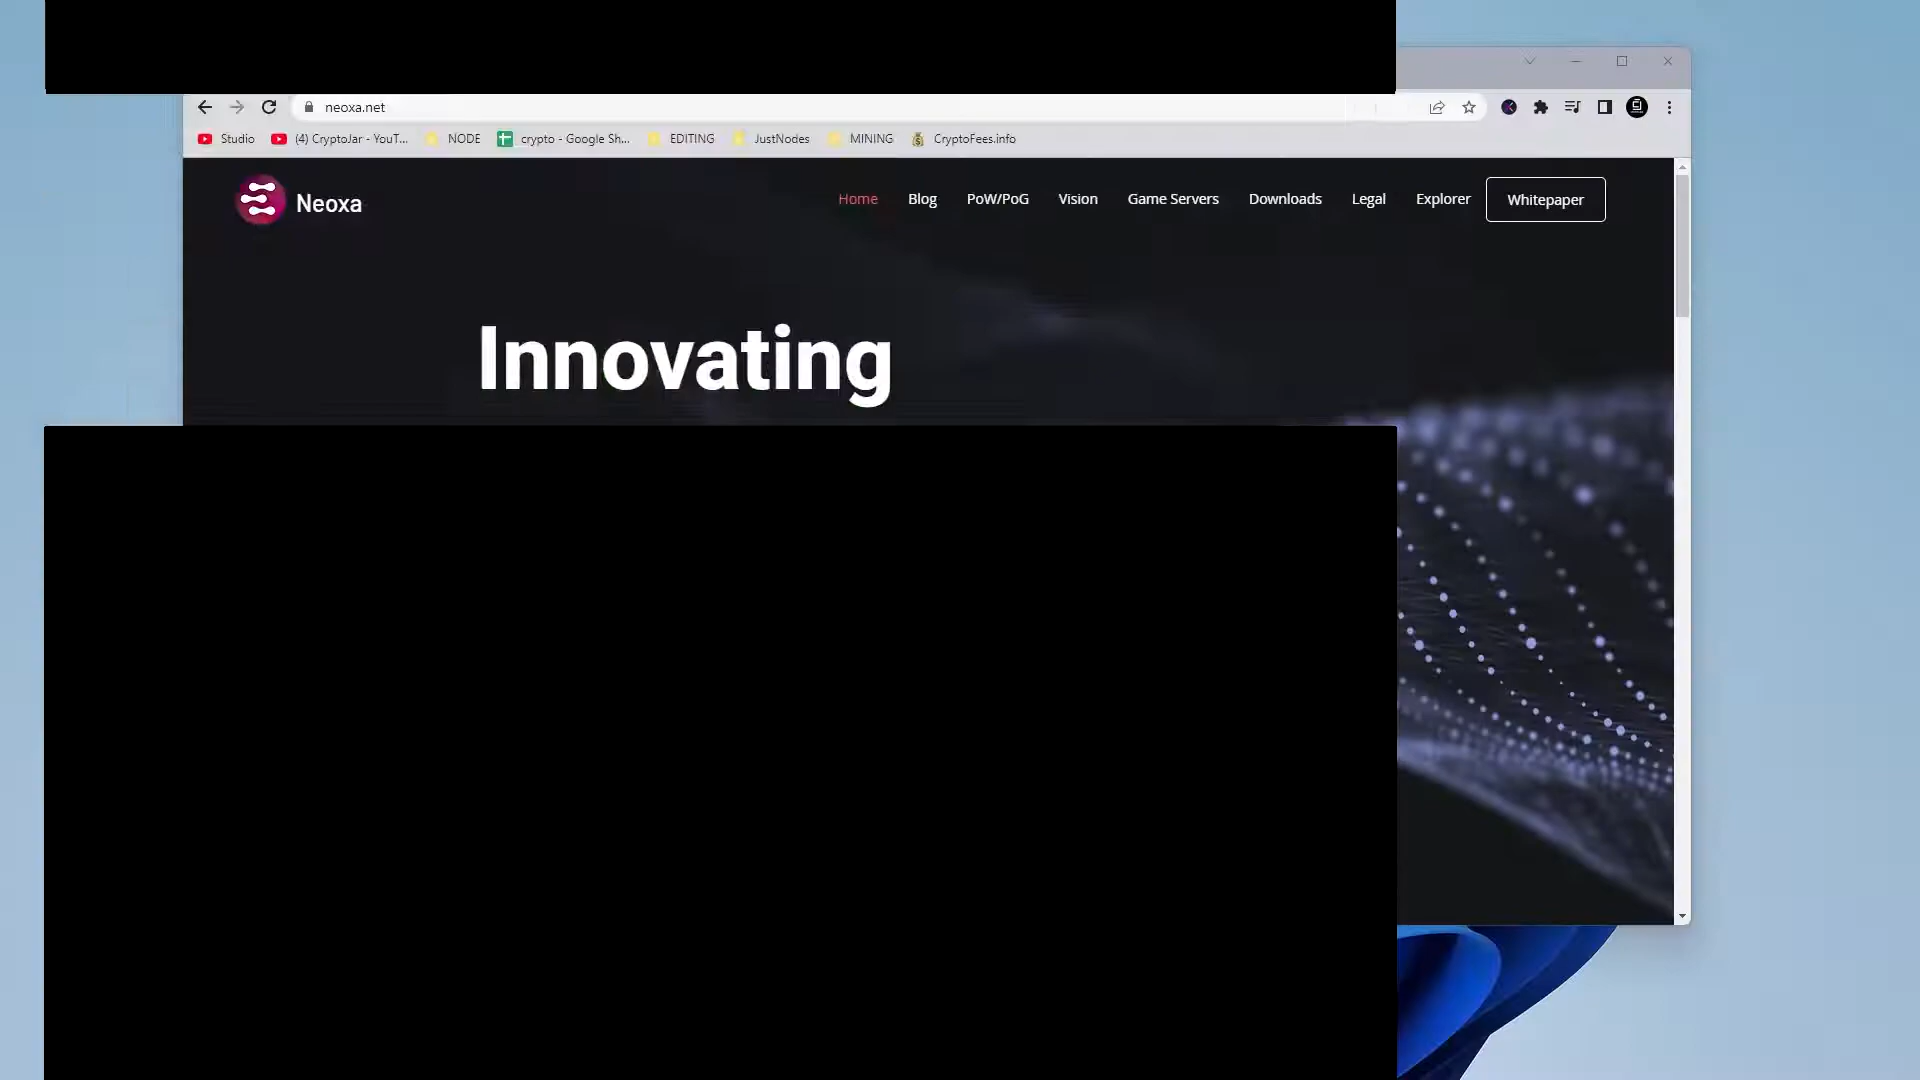 neoxa.net
Studio (4) CryptoJar - YouT... NODE crypto - Google Sh... EDITING JustNodes MINING CryptoFees.info
Neoxa Home Blog PoW/PoG Vision Game Servers Downloads Legal Explorer Whitepaper
Innovating